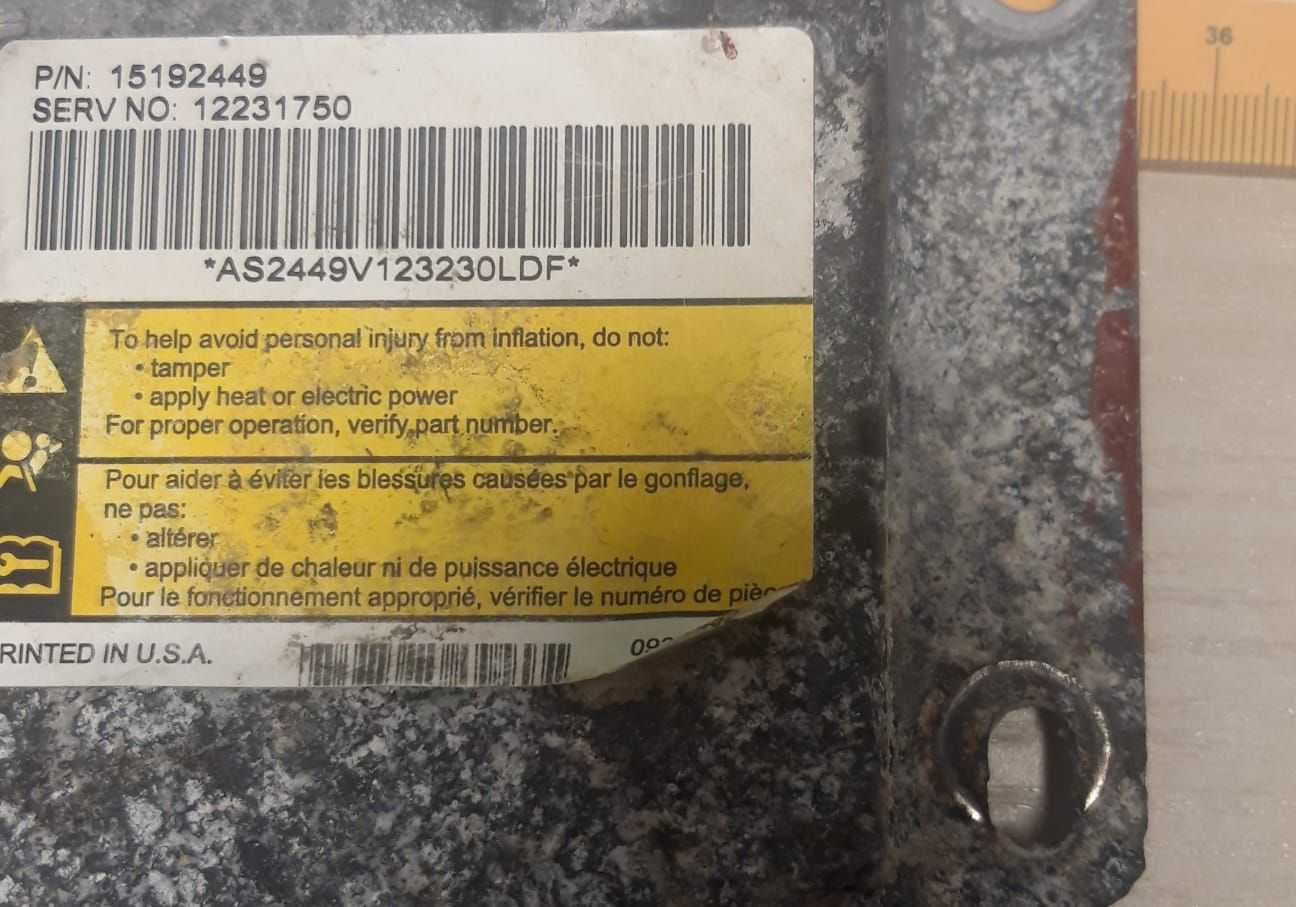 P/N: 15192449
SERV NO: 12231750
*AS2449V123230LDF*
To help avoid personal injury from inflation, do not:
• tamper
• apply heat or electric power
For proper operation, verify part number.
Pour aider à éviter les blessures causées par le gonflage,
ne pas:
• altérer
• appliquer de chaleur ni de puissance électrique
Pour le fonctionnement approprié, vérifier le numéro de
RINTED IN U.S.A.
36